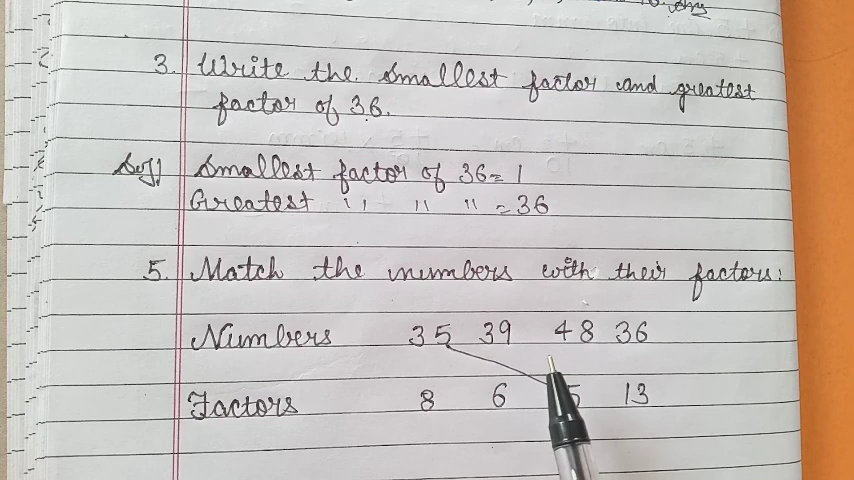 3. Write the smallest factor and greatest
factor of 36.
Smallest factor of 36 = 1
Greatest " " " = 36
5. Match the numbers with their factors:
Numbers 35 39 48 36
Factors 8 6 5 13